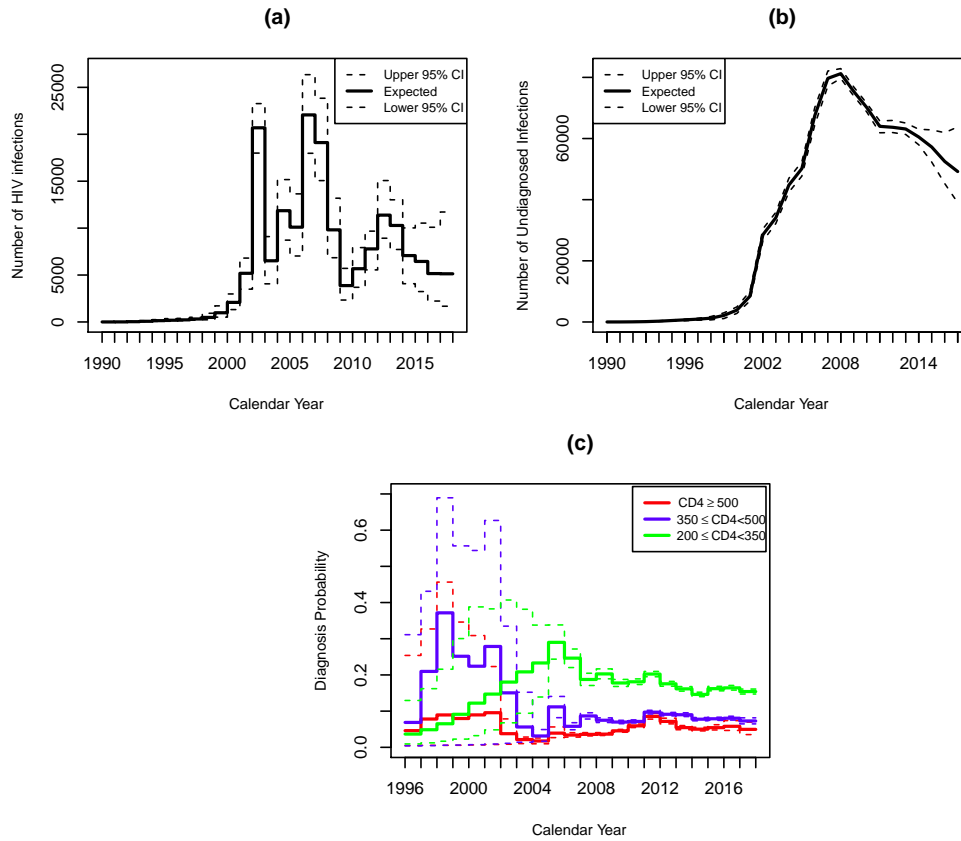 (a)
Number of HIV infections
25000
15000
5000
0
Upper 95% CI
Expected
Lower 95% CI
1990
1995
2000
2005
2010
2015
Calendar Year
(b)
Number of Undiagnosed Infections
60000
20000
0
Upper 95% CI
Expected
Lower 95% CI
1990
1996
2002
2008
2014
Calendar Year
(c)
Diagnosis Probability
0.6
0.4
0.2
0.0
CD4 ≥ 500
350 ≤ CD4<500
200 ≤ CD4<350
1996
2000
2004
2008
2012
2016
Calendar Year